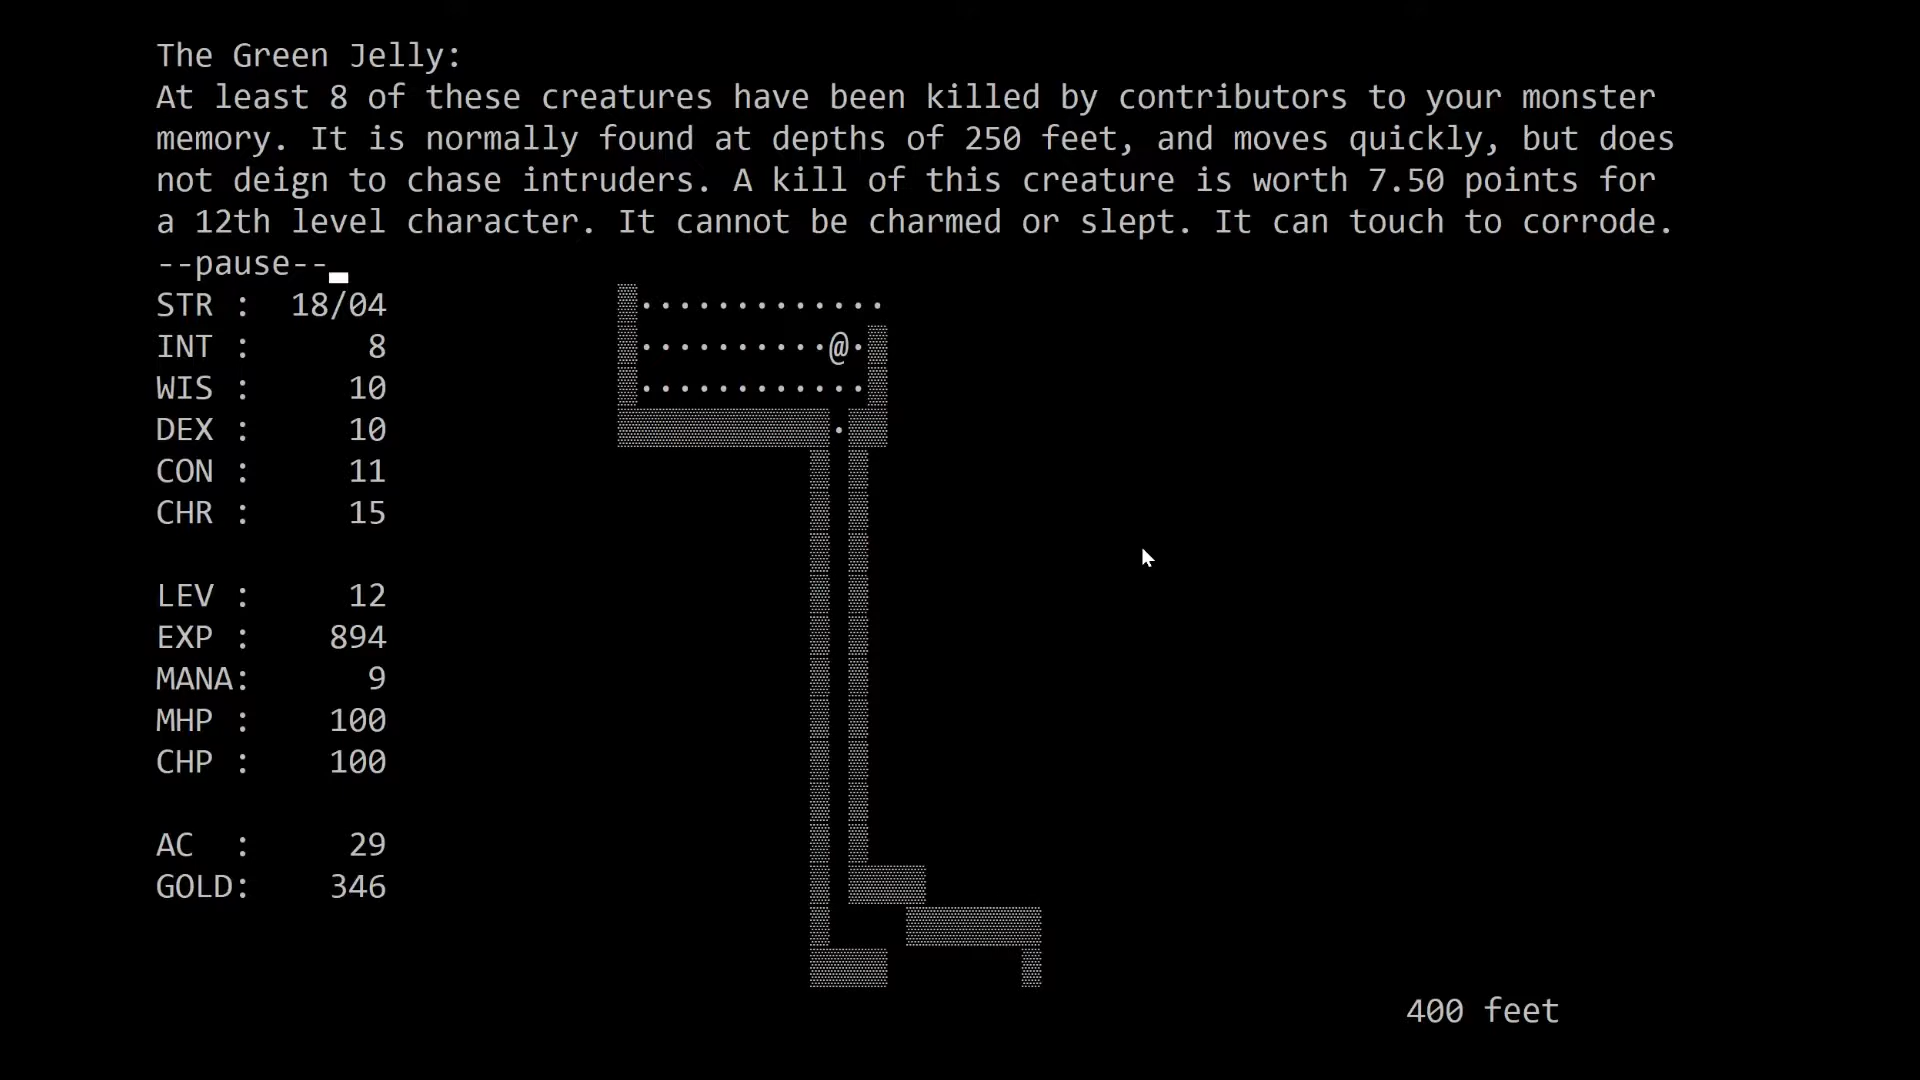 The Green Jelly:
At least 8 of these creatures have been killed by contributors to your monster
memory. It is normally found at depths of 250 feet, and moves quickly, but does
not deign to chase intruders. A kill of this creature is worth 7.50 points for
a 12th level character. It cannot be charmed or slept. It can touch to corrode.
--pause--
STR : 18/04
INT : 8
WIS : 10
DEX : 10
CON : 11
CHR : 15
LEV : 12
EXP : 894
MANA: 9
MHP : 100
CHP : 100
AC : 29
GOLD: 346
.............
..........@.
............
.
400 feet